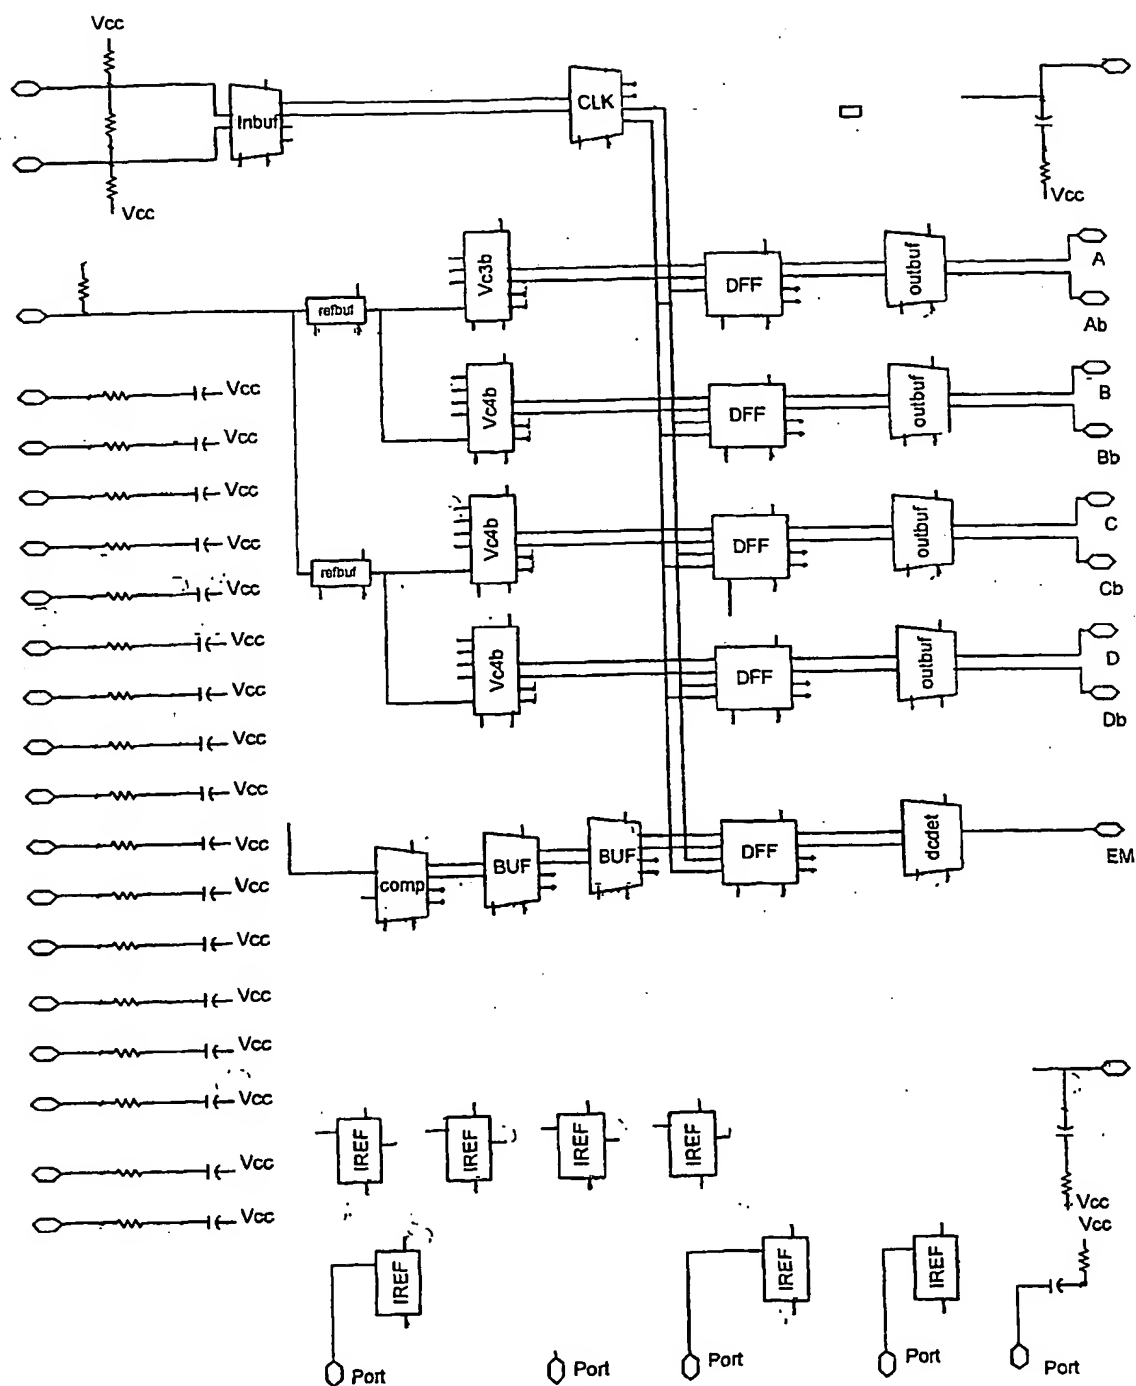 Vcc
CLK
Inbuf
Vcc
Vcc
A
Vc3b
DFF
outbuf
refbuf
Ab
Vcc
B
Vc4b
DFF
outbuf
Vcc
Bb
Vcc
C
Vc4b
DFF
outbuf
Vcc
refbuf
Cb
Vcc
Vcc
D
Vc4b
DFF
outbuf
Vcc
Db
Vcc
Vcc
Vcc
BUF
BUF
DFF
dcdet
EM
comp
Vcc
Vcc
Vcc
Vcc
Vcc
IREF
IREF
IREF
IREF
Vcc
Vcc
Vcc
Vcc
IREF
IREF
IREF
Port
Port
Port
Port
Port